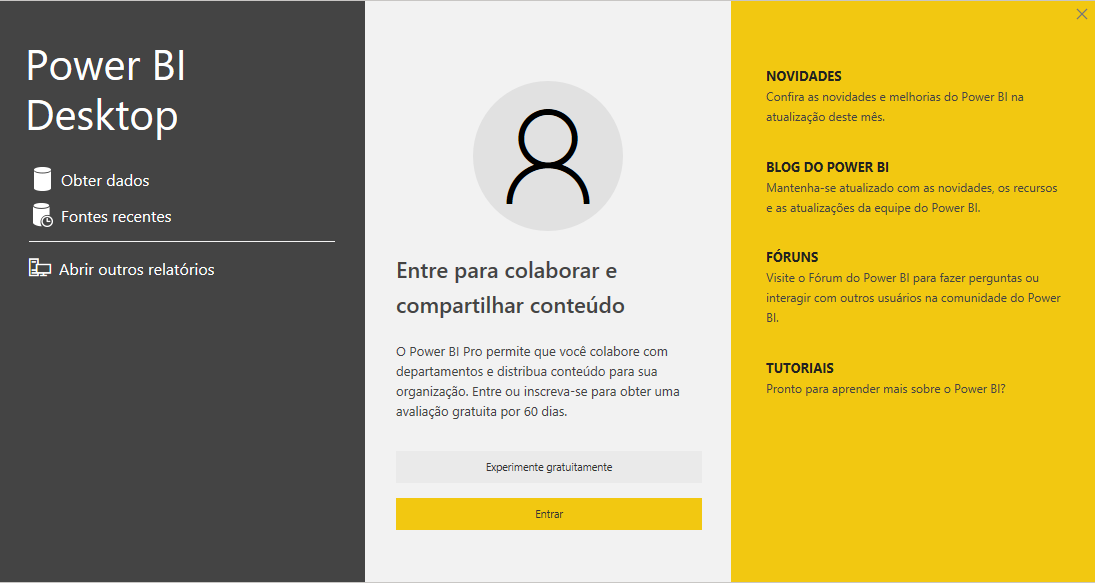 Power BI
Desktop
Obter dados
Fontes recentes
Abrir outros relatórios
Entre para colaborar e
compartilhar conteúdo
O Power BI Pro permite que você colabore com
departamentos e distribua conteúdo para sua
organização. Entre ou inscreva-se para obter uma
avaliação gratuita por 60 dias.
Experimente gratuitamente
Entrar
NOVIDADES
Confira as novidades e melhorias do Power BI na
atualização deste mês.
BLOG DO POWER BI
Mantenha-se atualizado com as novidades, os recursos
e as atualizações da equipe do Power BI.
FÓRUNS
Visite o Fórum do Power BI para fazer perguntas ou
interagir com outros usuários na comunidade do Power
BI.
TUTORIAIS
Pronto para aprender mais sobre o Power BI?